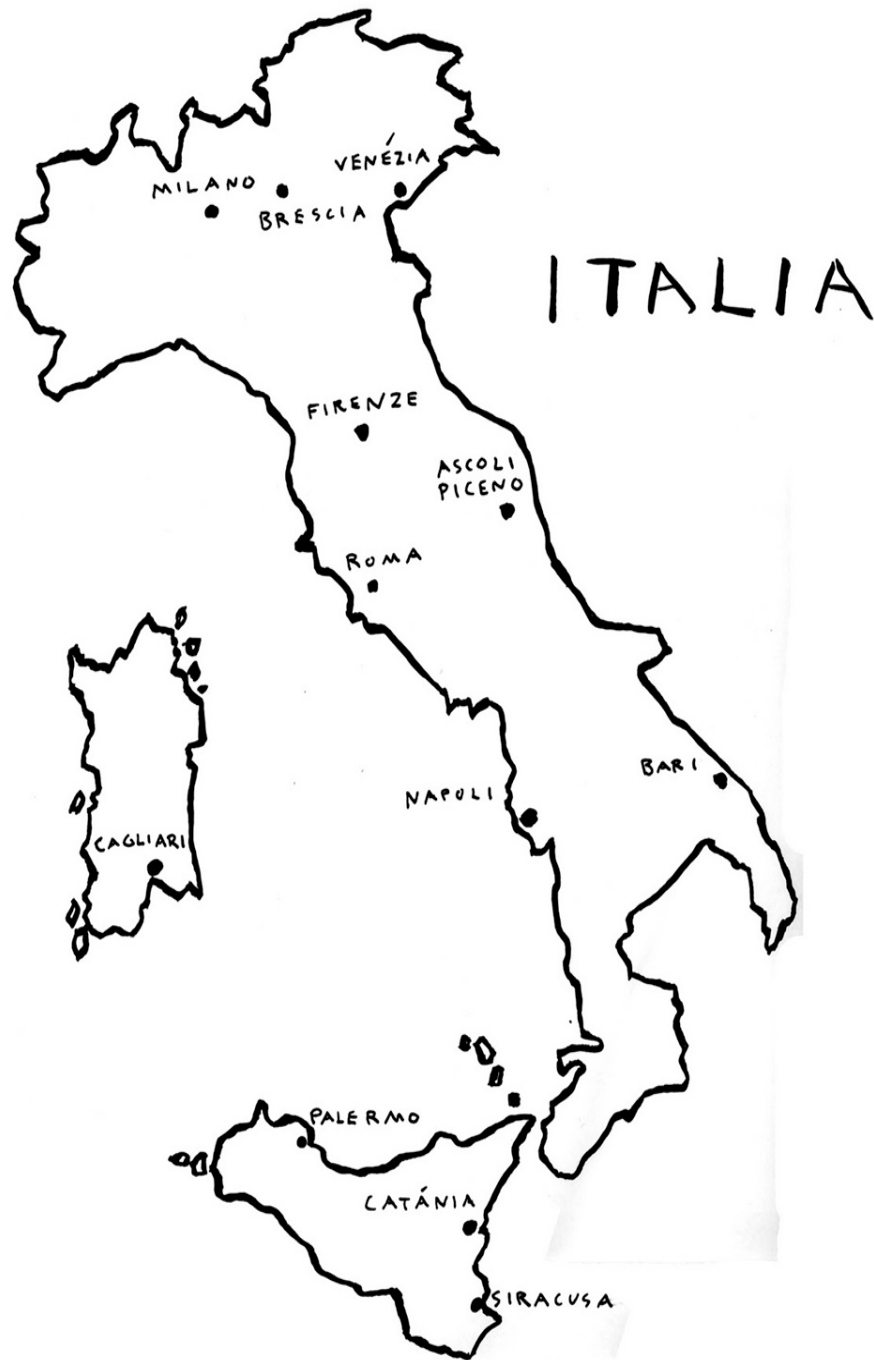 VENÉZIA
MILANO
BRESCIA
ITALIA
FIRENZE
ASCOLI
PICENO
ROMA
BARI
NAPOLI
CAGLIARI
PALERMO
CATÁNIA
SIRACUSA